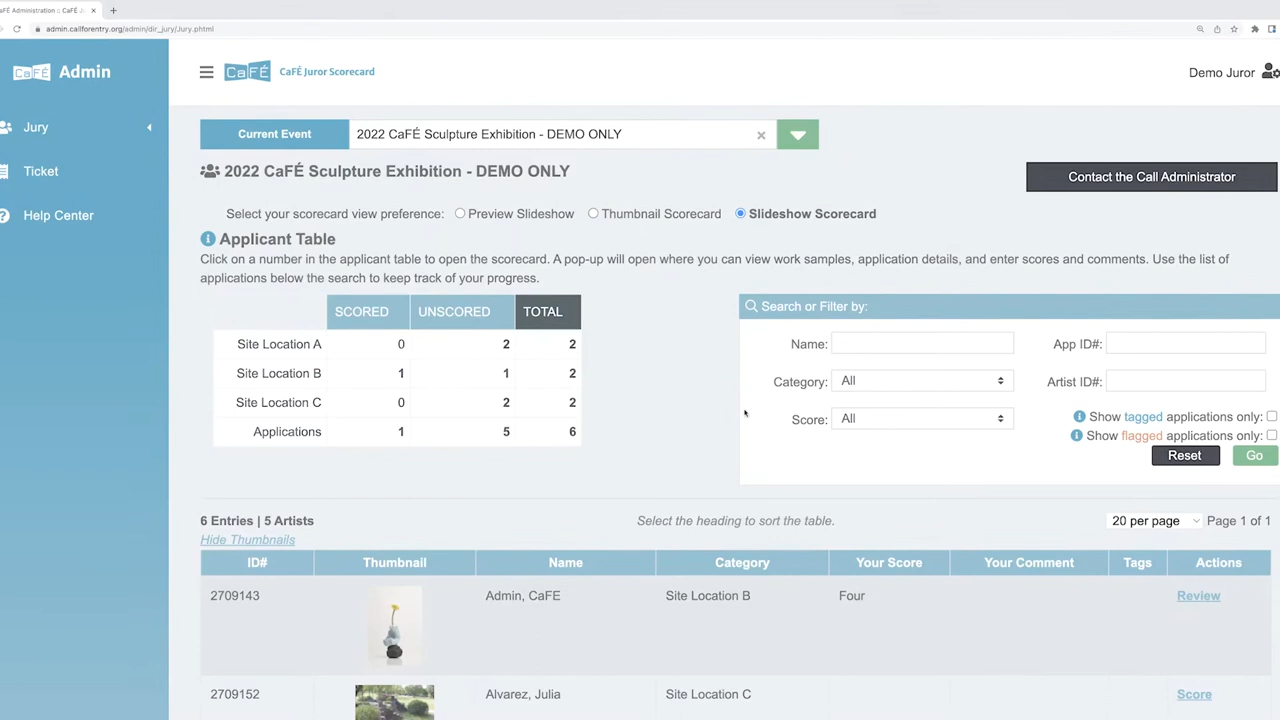 CaFÉ Administration :: CaFÉ J
admin.callforentry.org/admin/dir_jury/Jury.phtml
CaFÉ Admin
CaFÉ CaFÉ Juror Scorecard
Demo Juror
Jury
Ticket
Help Center
Current Event 2022 CaFÉ Sculpture Exhibition - DEMO ONLY
2022 CaFÉ Sculpture Exhibition - DEMO ONLY
Contact the Call Administrator
Select your scorecard view preference: Preview Slideshow Thumbnail Scorecard Slideshow Scorecard
Applicant Table
Click on a number in the applicant table to open the scorecard. A pop-up will open where you can view work samples, application details, and enter scores and comments. Use the list of
applications below the search to keep track of your progress.
SCORED UNSCORED TOTAL
Site Location A 0 2 2
Site Location B 1 1 2
Site Location C 0 2 2
Applications 1 5 6
Search or Filter by:
Name: App ID#:
Category: All Artist ID#:
Score: All Show tagged applications only:
Show flagged applications only:
Reset Go
6 Entries | 5 Artists Select the heading to sort the table. 20 per page Page 1 of 1
Hide Thumbnails
ID# Thumbnail Name Category Your Score Your Comment Tags Actions
2709143 Admin, CaFE Site Location B Four Review
2709152 Alvarez, Julia Site Location C Score